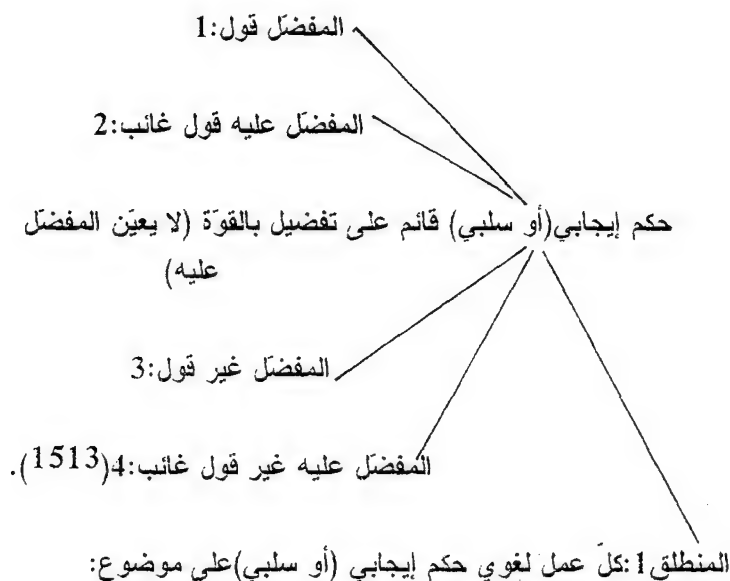 المفضّل قول:1
المفضّل عليه قول غائب:2
حكم إيجابي(أو سلبي) قائم على تفضيل بالقوّة (لا يعيّن المفضّل
عليه)
المفضّل غير قول:3
المفضّل عليه غير قول غائب:4(1513).
المنطلق1:كلّ عمل لغوي حكم إيجابي (أو سلبي)على موضوع: